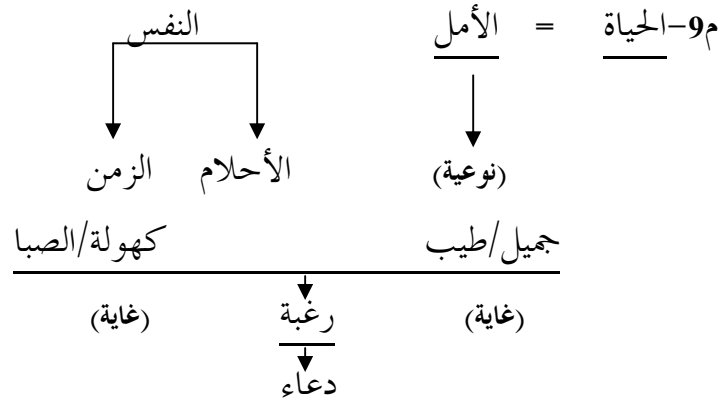 م9-الحياة = الأمل النفس
(نوعية) الأحلام الزمن
جميل/طيب كهولة/الصبا
(غاية) رغبة (غاية)
دعاء